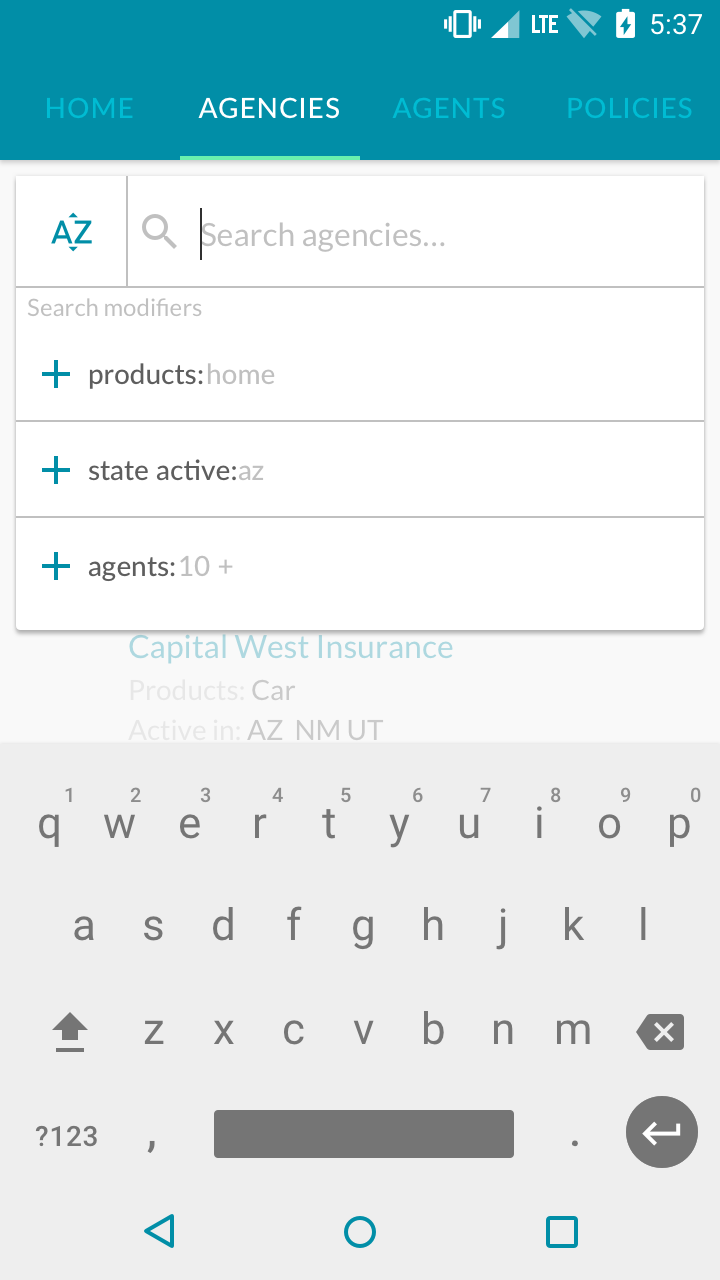 LTE 5:37
HOME AGENCIES AGENTS POLICIES
AZ Search agencies...
Search modifiers
products: home
state active: az
agents: 10 +
Capital West Insurance
Products: Car
Active in: AZ NM UT
1 2 3 4 5 6 7 8 9 0
q w e r t y u i o p
a s d f g h j k l
z x c v b n m
?123 , .